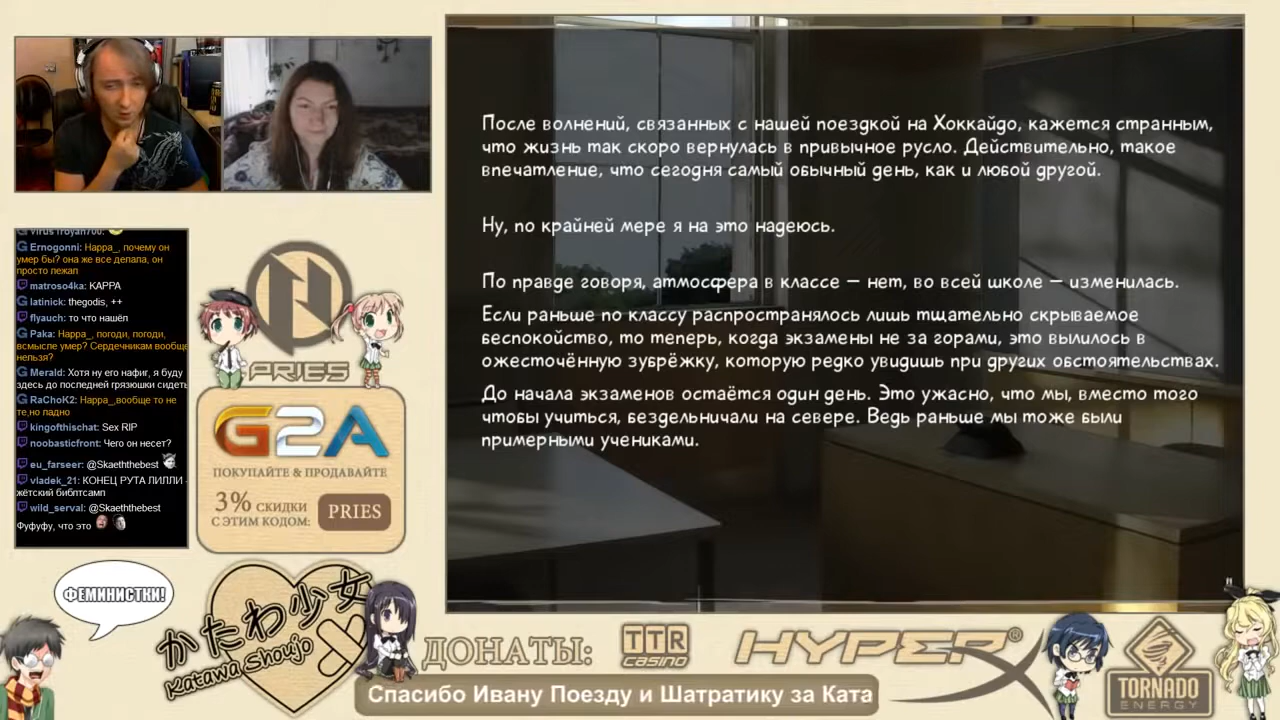 После волнений, связанных с нашей поездкой на Хоккайдо, кажется странным,
что жизнь так скоро вернулась в привычное русло. Действительно, такое
впечатление, что сегодня самый обычный день, как и любой другой.
Ну, по крайней мере я на это надеюсь.
По правде говоря, атмосфера в классе – нет, во всей школе – изменилась.
Если раньше по классу распространялось лишь тщательно скрываемое
беспокойство, то теперь, когда экзамены не за горами, это вылилось в
ожесточённую зубрёжку, которую редко увидишь при других обстоятельствах.
До начала экзаменов остаётся один день. Это ужасно, что мы, вместо того
чтобы учиться, бездельничали на севере. Ведь раньше мы тоже были
примерными учениками.
VirusTroyan700:
Ernogonni: Happa_, почему он
умер бы? она же все делала, он
просто лежал
matroso4ka: KAPPA
latinick: thegodis, ++
flyauch: то что нашёл
Paka: Happa_, погоди, погоди,
всмысле умер? Сердечникам вообще
нельзя?
Merald: Хотя ну его нафиг, я буду
здесь до последней грязюшки сидеть
RaChoK2: Happa_,вообще то не
те,но ладно
kingofthischat: Sex RIP
noobasticfront: Чего он несет?
eu_farseer: @Skaeththebest
vladek_21: КОНЕЦ РУТА ЛИЛЛИ -
жётский библтсамп
wild_serval: @Skaeththebest
Фуфуфу, что это
PRIES
G2A
ПОКУПАЙТЕ & ПРОДАВАЙТЕ
3% СКИДКИ
С ЭТИМ КОДОМ:
PRIES
ФЕМИНИСТКИ!
かたわ少女
Katawa Shoujo
ДОНАТЫ:
TTR
CASINO
HYPERX®
TORNADO
ENERGY
Спасибо Ивану Поезду и Шатратику за Ката